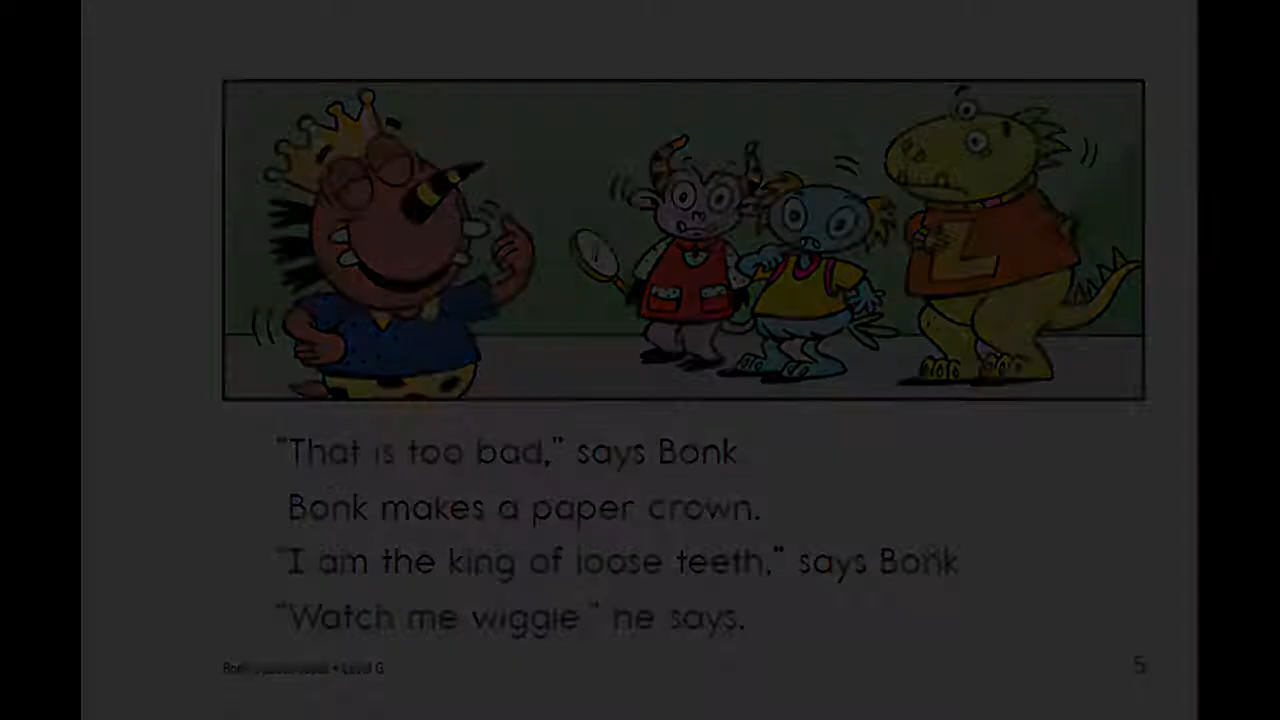 "That is too bad," says Bonk
Bonk makes a paper crown.
"I am the king of loose teeth," says Bonk
"Watch me wiggle " he says.
• Level G
5